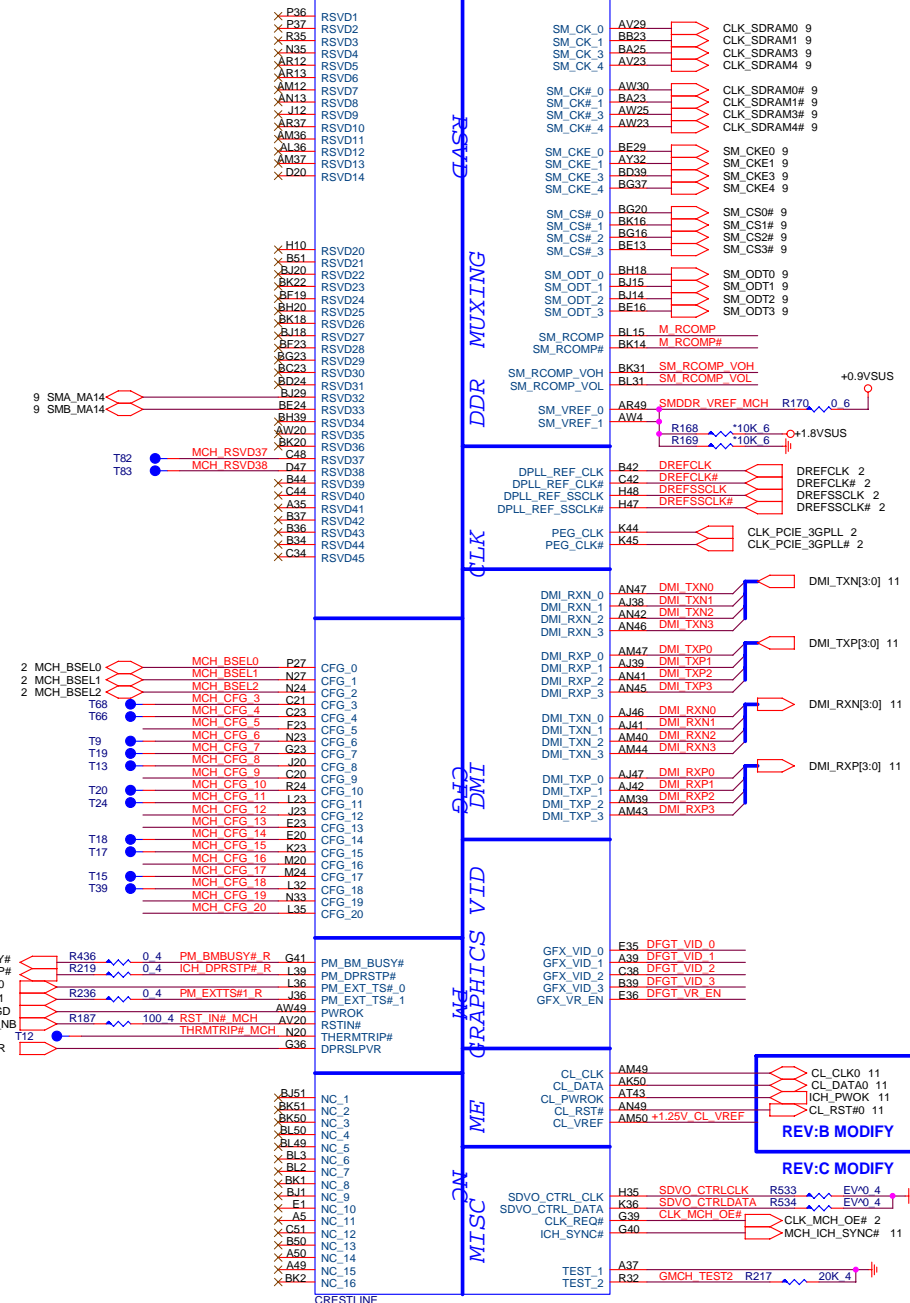 P36 RSVD1
P37 RSVD2
R35 RSVD3
N35 RSVD4
AR12 RSVD5
AR13 RSVD6
AM12 RSVD7
AN13 RSVD8
J12 RSVD9
AR37 RSVD10
AM36 RSVD11
AL36 RSVD12
AM37 RSVD13
D20 RSVD14
H10 RSVD20
B51 RSVD21
BJ20 RSVD22
BK22 RSVD23
BF19 RSVD24
BH20 RSVD25
BK18 RSVD26
BJ18 RSVD27
BF23 RSVD28
BG23 RSVD29
BC23 RSVD30
BD24 RSVD31
9 SMA_MA14 BJ29 RSVD32
9 SMB_MA14 BE24 RSVD33
BH39 RSVD34
AW20 RSVD35
BK20 RSVD36
T82 MCH_RSVD37 C48 RSVD37
T83 MCH_RSVD38 D47 RSVD38
B44 RSVD39
C44 RSVD40
A35 RSVD41
B37 RSVD42
B36 RSVD43
B34 RSVD44
C34 RSVD45
2 MCH_BSEL0 MCH_BSEL0 P27 CFG_0
2 MCH_BSEL1 MCH_BSEL1 N27 CFG_1
2 MCH_BSEL2 MCH_BSEL2 N24 CFG_2
T68 MCH_CFG_3 C21 CFG_3
T66 MCH_CFG_4 C23 CFG_4
MCH_CFG_5 F23 CFG_5
T9 MCH_CFG_6 N23 CFG_6
T19 MCH_CFG_7 G23 CFG_7
T13 MCH_CFG_8 J20 CFG_8
MCH_CFG_9 C20 CFG_9
T20 MCH_CFG_10 R24 CFG_10
T24 MCH_CFG_11 L23 CFG_11
MCH_CFG_12 J23 CFG_12
MCH_CFG_13 E23 CFG_13
T18 MCH_CFG_14 E20 CFG_14
T17 MCH_CFG_15 K23 CFG_15
MCH_CFG_16 M20 CFG_16
T15 MCH_CFG_17 M24 CFG_17
T39 MCH_CFG_18 L32 CFG_18
MCH_CFG_19 N33 CFG_19
MCH_CFG_20 L35 CFG_20
R436 0_4 PM_BMBUSY#_R G41 PM_BM_BUSY#
R219 0_4 ICH_DPRSTP#_R L39 PM_DPRSTP#
L36 PM_EXT_TS#_0
R236 0_4 PM_EXTTS#1_R J36 PM_EXT_TS#_1
AW49 PWROK
R187 100_4 RST_IN#_MCH AV20 RSTIN#
T12 THRMTRIP#_MCH N20 THERMTRIP#
G36 DPRSLPVR
BJ51 NC_1
BK51 NC_2
BK50 NC_3
BL50 NC_4
BL49 NC_5
BL3 NC_6
BL2 NC_7
BK1 NC_8
BJ1 NC_9
E1 NC_10
A5 NC_11
C51 NC_12
B50 NC_13
A50 NC_14
A49 NC_15
BK2 NC_16
CRESTLINE
RSVD
CFG
PM
NC
DDR MUXING
CLK
DMI
GRAPHICS VID
ME
MISC
SM_CK_0 AV29 CLK_SDRAM0 9
SM_CK_1 BB23 CLK_SDRAM1 9
SM_CK_3 BA25 CLK_SDRAM3 9
SM_CK_4 AV23 CLK_SDRAM4 9
SM_CK#_0 AW30 CLK_SDRAM0# 9
SM_CK#_1 BA23 CLK_SDRAM1# 9
SM_CK#_3 AW25 CLK_SDRAM3# 9
SM_CK#_4 AW23 CLK_SDRAM4# 9
SM_CKE_0 BE29 SM_CKE0 9
SM_CKE_1 AY32 SM_CKE1 9
SM_CKE_3 BD39 SM_CKE3 9
SM_CKE_4 BG37 SM_CKE4 9
SM_CS#_0 BG20 SM_CS0# 9
SM_CS#_1 BK16 SM_CS1# 9
SM_CS#_2 BG16 SM_CS2# 9
SM_CS#_3 BE13 SM_CS3# 9
SM_ODT_0 BH18 SM_ODT0 9
SM_ODT_1 BJ15 SM_ODT1 9
SM_ODT_2 BJ14 SM_ODT2 9
SM_ODT_3 BE16 SM_ODT3 9
SM_RCOMP BL15 M_RCOMP
SM_RCOMP# BK14 M_RCOMP#
SM_RCOMP_VOH BK31 SM_RCOMP_VOH
SM_RCOMP_VOL BL31 SM_RCOMP_VOL
+0.9VSUS
SM_VREF_0 AR49 SMDDR_VREF_MCH R170 0_6
SM_VREF_1 AW4
R168 *10K_6 +1.8VSUS
R169 *10K_6
DPLL_REF_CLK B42 DREFCLK DREFCLK 2
DPLL_REF_CLK# C42 DREFCLK# DREFCLK# 2
DPLL_REF_SSCLK H48 DREFSSCLK DREFSSCLK 2
DPLL_REF_SSCLK# H47 DREFSSCLK# DREFSSCLK# 2
PEG_CLK K44 CLK_PCIE_3GPLL 2
PEG_CLK# K45 CLK_PCIE_3GPLL# 2
DMI_RXN_0 AN47 DMI_TXN0 DMI_TXN[3:0] 11
DMI_RXN_1 AJ38 DMI_TXN1
DMI_RXN_2 AN42 DMI_TXN2
DMI_RXN_3 AN46 DMI_TXN3
DMI_RXP_0 AM47 DMI_TXP0 DMI_TXP[3:0] 11
DMI_RXP_1 AJ39 DMI_TXP1
DMI_RXP_2 AN41 DMI_TXP2
DMI_RXP_3 AN45 DMI_TXP3
DMI_TXN_0 AJ46 DMI_RXN0 DMI_RXN[3:0] 11
DMI_TXN_1 AJ41 DMI_RXN1
DMI_TXN_2 AM40 DMI_RXN2
DMI_TXN_3 AM44 DMI_RXN3
DMI_TXP_0 AJ47 DMI_RXP0 DMI_RXP[3:0] 11
DMI_TXP_1 AJ42 DMI_RXP1
DMI_TXP_2 AM39 DMI_RXP2
DMI_TXP_3 AM43 DMI_RXP3
GFX_VID_0 E35 DFGT_VID_0
GFX_VID_1 A39 DFGT_VID_1
GFX_VID_2 C38 DFGT_VID_2
GFX_VID_3 B39 DFGT_VID_3
GFX_VR_EN E36 DFGT_VR_EN
CL_CLK AM49 CL_CLK0 11
CL_DATA AK50 CL_DATA0 11
CL_PWROK AT43 ICH_PWOK 11
CL_RST# AN49 CL_RST#0 11
CL_VREF AM50 +1.25V_CL_VREF
REV:B MODIFY
REV:C MODIFY
SDVO_CTRL_CLK H35 SDVO_CTRLCLK R533 EV^0_4
SDVO_CTRL_DATA K36 SDVO_CTRLDATA R534 EV^0_4
CLK_REQ# G39 CLK_MCH_OE# CLK_MCH_OE# 2
ICH_SYNC# G40 MCH_ICH_SYNC# 11
TEST_1 A37
TEST_2 R32 GMCH_TEST2 R217 20K_4